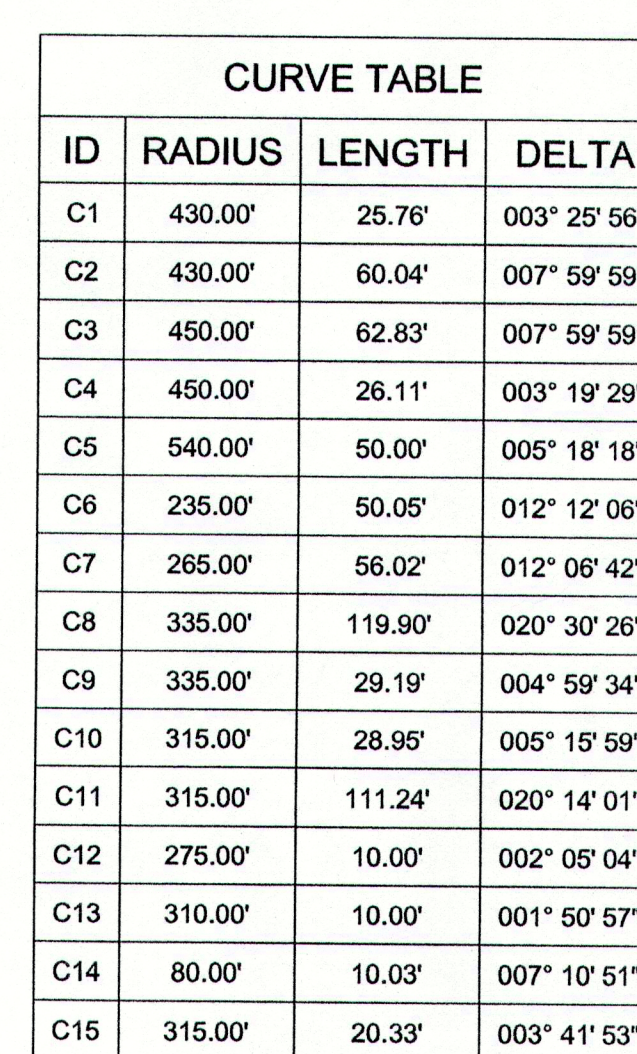 CURVE TABLE
ID RADIUS LENGTH DELTA
C1 430.00' 25.76' 003° 25' 56
C2 430.00' 60.04' 007° 59' 59
C3 450.00' 62.83' 007° 59' 59
C4 450.00' 26.11' 003° 19' 29"
C5 540.00' 50.00' 005° 18' 18"
C6 235.00' 50.05' 012° 12' 06"
C7 265.00' 56.02' 012° 06' 42"
C8 335.00' 119.90' 020° 30' 26"
C9 335.00' 29.19' 004° 59' 34"
C10 315.00' 28.95' 005° 15' 59"
C11 315.00' 111.24' 020° 14' 01"
C12 275.00' 10.00' 002° 05' 04"
C13 310.00' 10.00' 001° 50' 57"
C14 80.00' 10.03' 007° 10' 51"
C15 315.00' 20.33' 003° 41' 53"